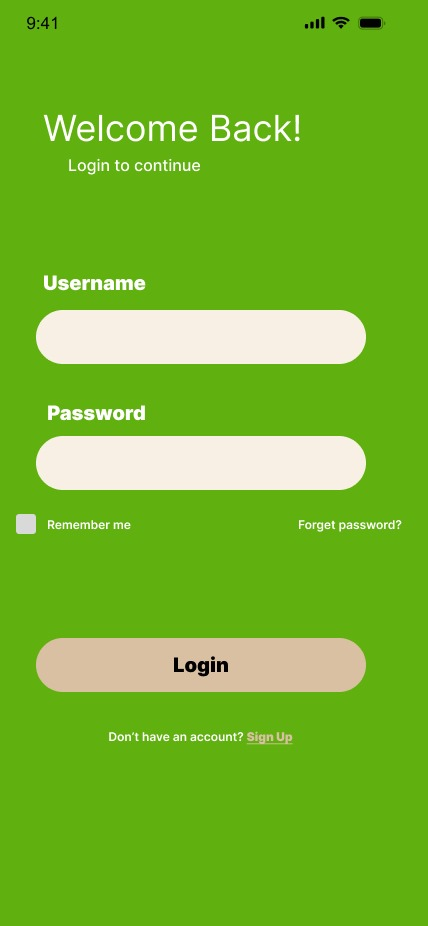 9:41
Welcome Back!
Login to continue
Username
Password
Remember me
Forget password?
Login
Don’t have an account? Sign Up